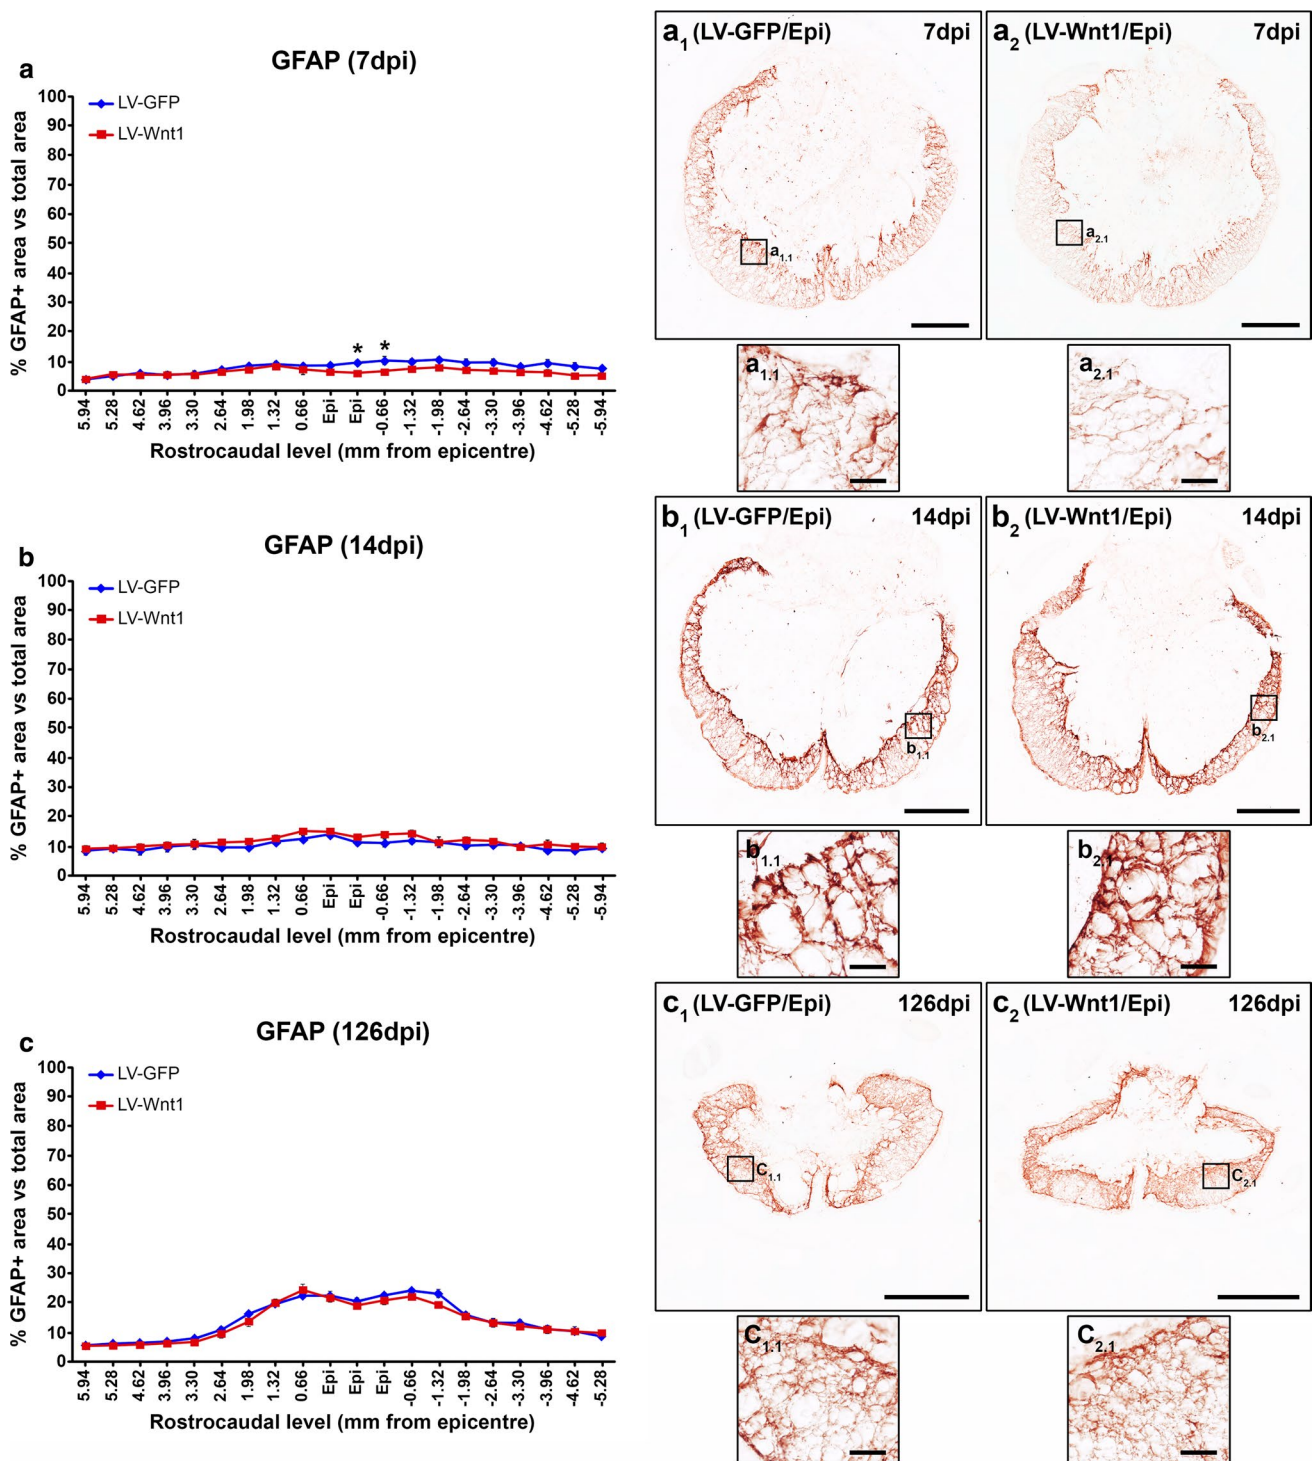 a
GFAP (7dpi)
LV-GFP
LV-Wnt1
% GFAP+ area vs total area
100
90
80
70
60
50
40
30
20
10
0
* *
5.94 5.28 4.62 3.96 3.30 2.64 1.98 1.32 0.66 Epi Epi -0.66 -1.32 -1.98 -2.64 -3.30 -3.96 -4.62 -5.28 -5.94
Rostrocaudal level (mm from epicentre)
a1 (LV-GFP/Epi) 7dpi
a1.1
a2 (LV-Wnt1/Epi) 7dpi
a2.1
a1.1
a2.1
b
GFAP (14dpi)
LV-GFP
LV-Wnt1
% GFAP+ area vs total area
100
90
80
70
60
50
40
30
20
10
0
5.94 5.28 4.62 3.96 3.30 2.64 1.98 1.32 0.66 Epi Epi -0.66 -1.32 -1.98 -2.64 -3.30 -3.96 -4.62 -5.28 -5.94
Rostrocaudal level (mm from epicentre)
b1 (LV-GFP/Epi) 14dpi
b1.1
b2 (LV-Wnt1/Epi) 14dpi
b2.1
b1.1
b2.1
c
GFAP (126dpi)
LV-GFP
LV-Wnt1
% GFAP+ area vs total area
100
90
80
70
60
50
40
30
20
10
0
5.94 5.28 4.62 3.96 3.30 2.64 1.98 1.32 0.66 Epi Epi Epi -0.66 -1.32 -1.98 -2.64 -3.30 -3.96 -4.62 -5.28
Rostrocaudal level (mm from epicentre)
c1 (LV-GFP/Epi) 126dpi
C1.1
c2 (LV-Wnt1/Epi) 126dpi
C2.1
C1.1
C2.1